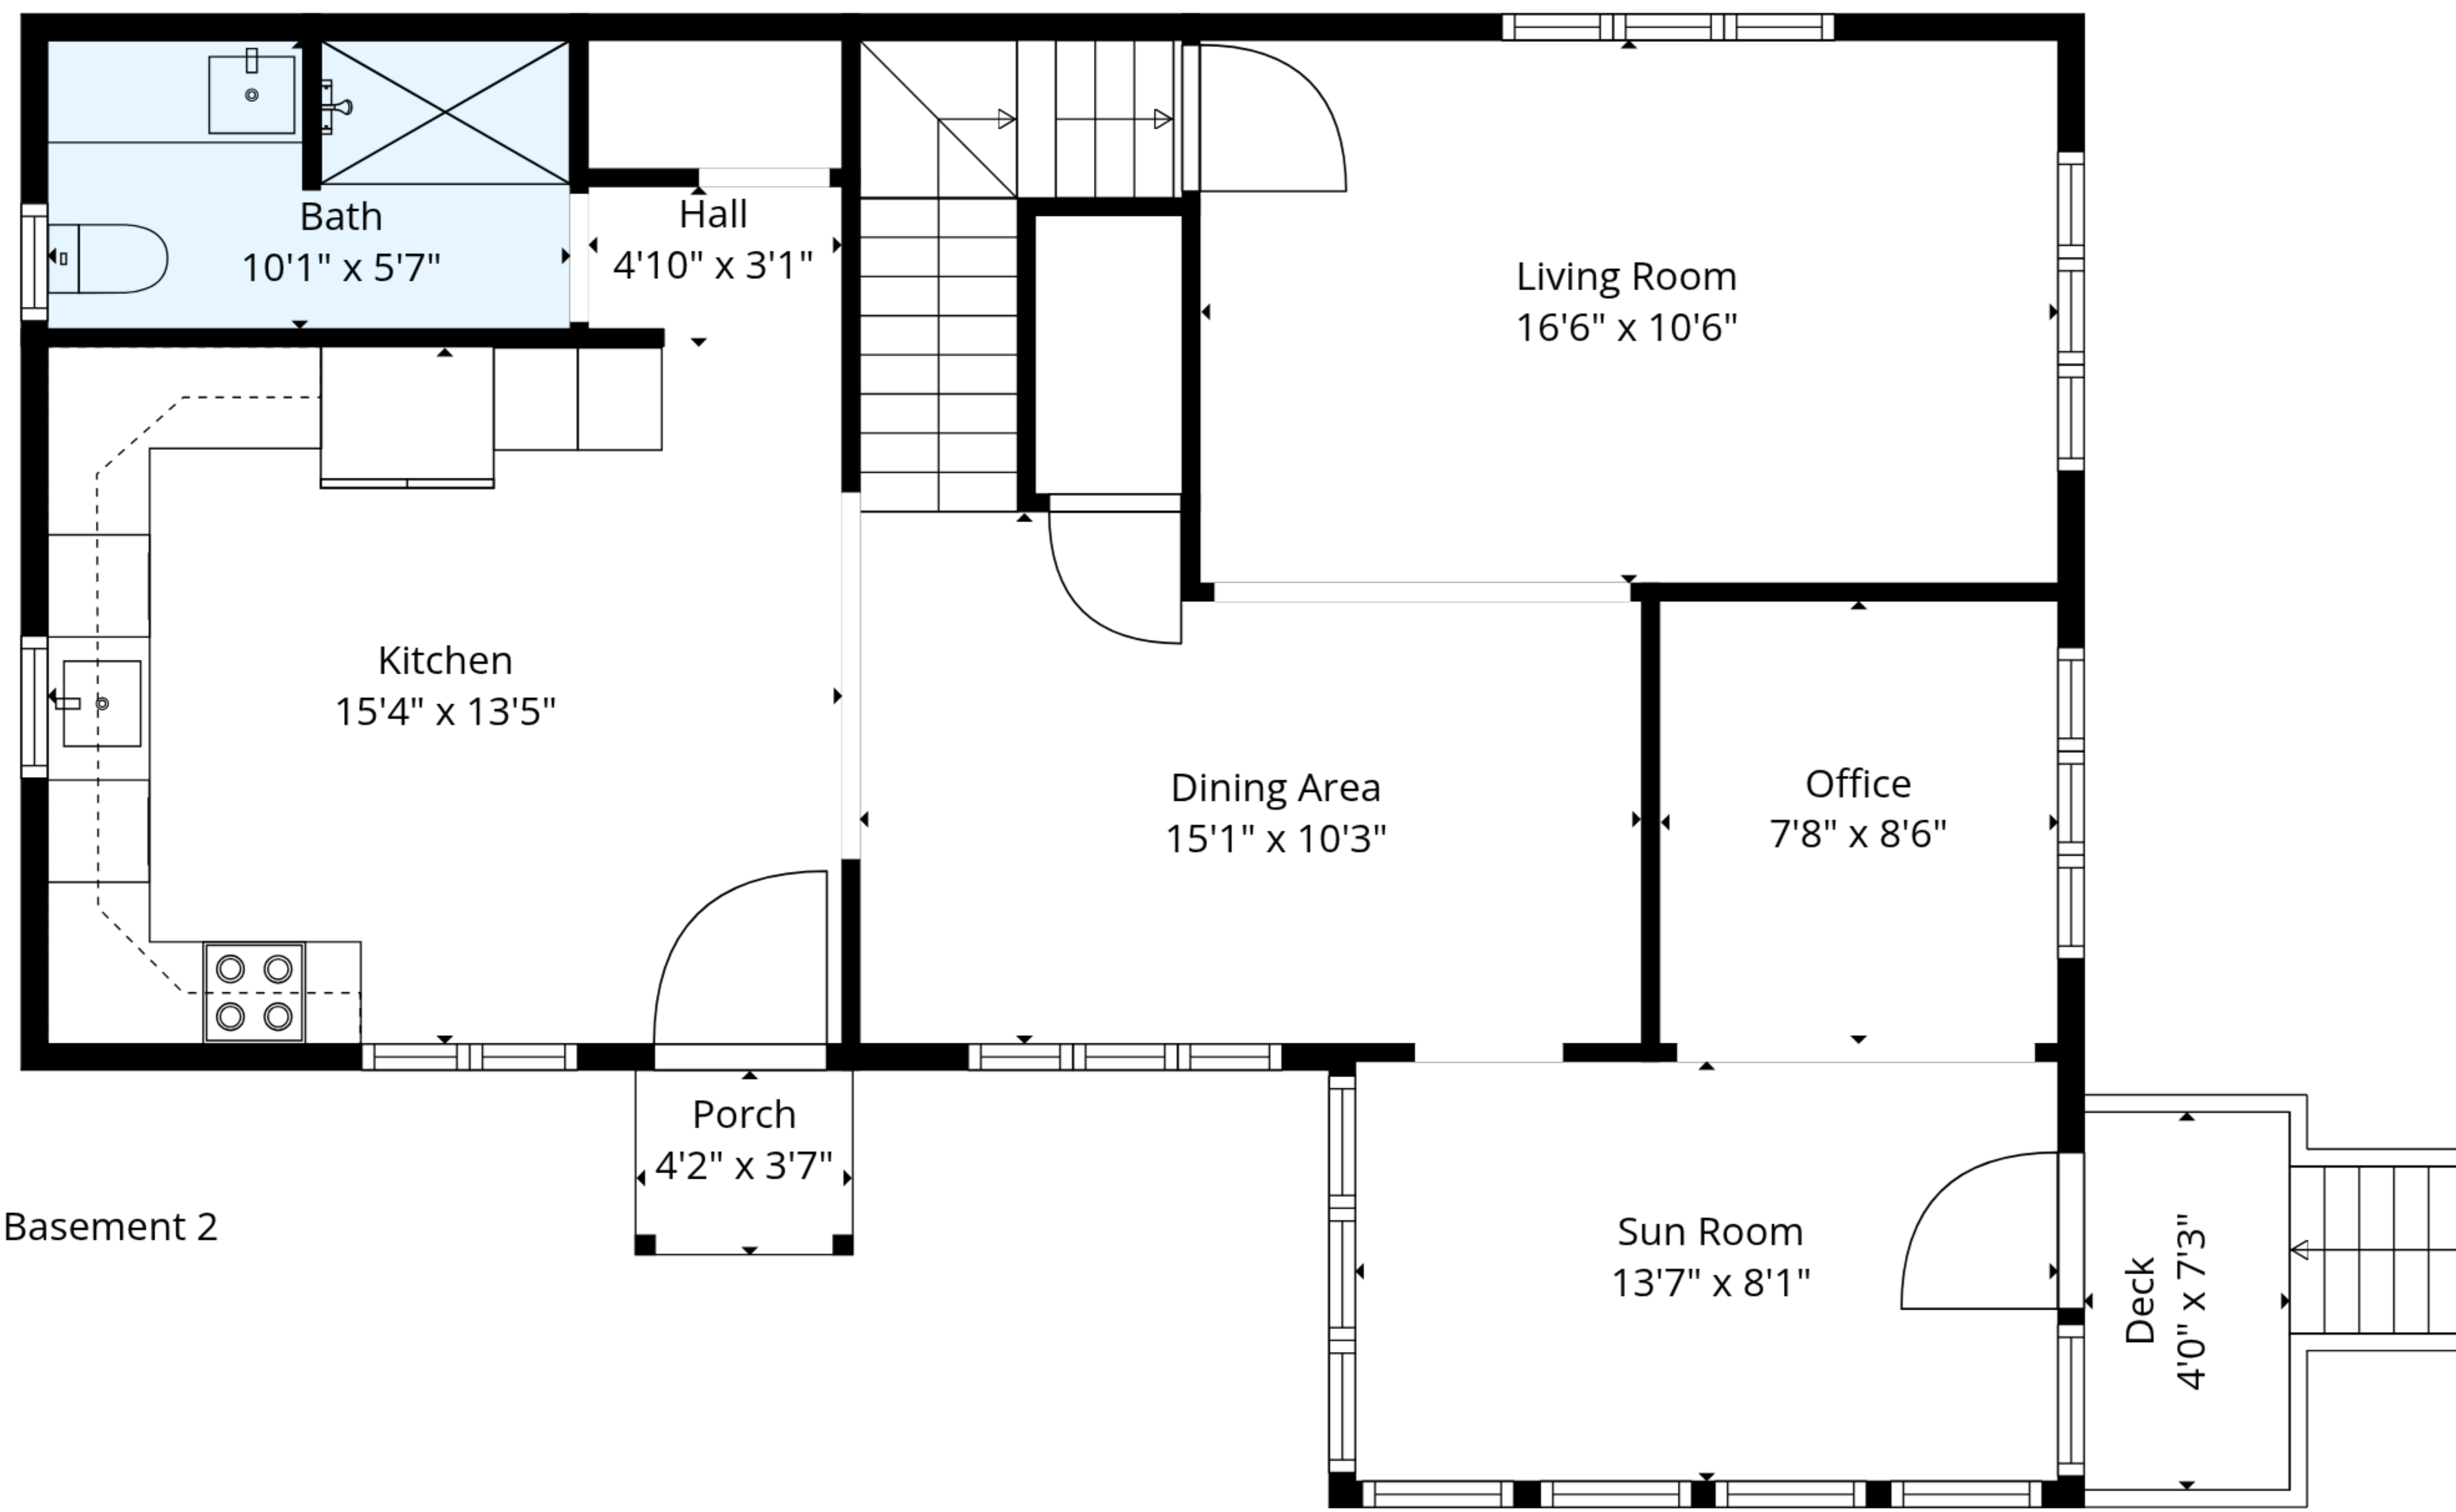 Bath
10'1" x 5'7"
Hall
4'10" x 3'1"
Living Room
16'6" x 10'6"
Kitchen
15'4" x 13'5"
Dining Area
15'1" x 10'3"
Office
7'8" x 8'6"
Porch
4'2" x 3'7"
Basement 2
Sun Room
13'7" x 8'1"
Deck
4'0" x 7'3"